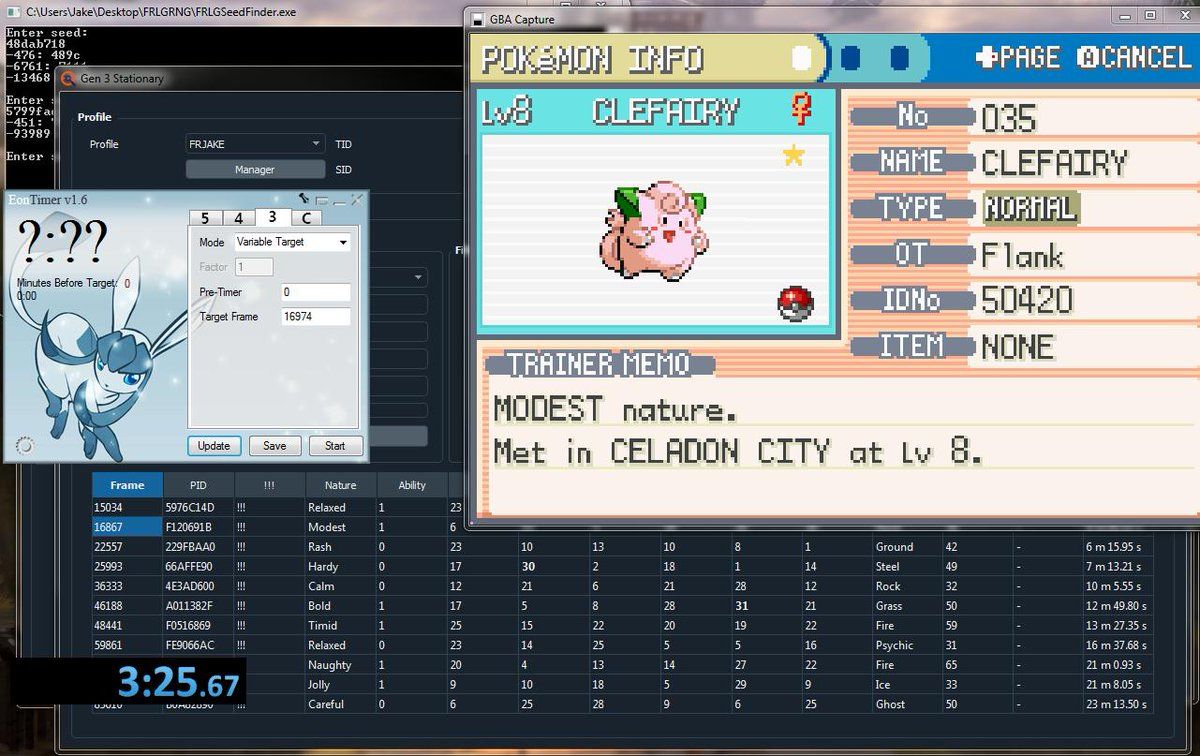 C:\Users\Jake\Desktop\FRLGRNG\FRLGSeedFinder.exe
Enter seed:
48dab718
-476: 489c
-6761:
-13468
Enter s
5799fa
-451:
-93989
Enter s
Gen 3 Stationary
Profile
Profile FRJAKE TID
Manager SID
EonTimer v1.6
?:??
Minutes Before Target: 0
0:00
5 4 3 C
Mode Variable Target
Factor 1
Pre-Timer 0
Target Frame 16974
Update Save Start
Fi
GBA Capture
POKéMON INFO PAGE CANCEL
Lv8 CLEFAIRY ♀
No 035
NAME CLEFAIRY
TYPE NORMAL
OT Flank
IDNo 50420
ITEM NONE
TRAINER MEMO
MODEST nature.
Met in CELADON CITY at Lv 8.
Frame PID !!! Nature Ability
15034 5976C14D !!! Relaxed 1 23
16867 F120691B !!! Modest 1 6
22557 229FBAA0 !!! Rash 0 23 10 13 10 8 1 Ground 42 - 6 m 15.95 s
25993 66AFFE90 !!! Hardy 0 17 30 2 18 1 14 Steel 49 - 7 m 13.21 s
36333 4E3AD600 !!! Calm 0 12 21 6 21 28 12 Rock 32 - 10 m 5.55 s
46188 A011382F !!! Bold 1 17 5 8 28 31 21 Grass 50 - 12 m 49.80 s
48441 F0516869 !!! Timid 1 25 15 22 20 19 22 Fire 59 - 13 m 27.35 s
59861 FE9066AC !!! Relaxed 0 23 14 25 5 5 16 Psychic 31 - 16 m 37.68 s
Naughty 1 20 4 13 14 27 22 Fire 65 - 21 m 0.93 s
Jolly 1 9 10 18 5 29 9 Ice 33 - 21 m 8.05 s
Careful 0 6 25 28 9 6 25 Ghost 50 - 23 m 13.50 s
3:25.67